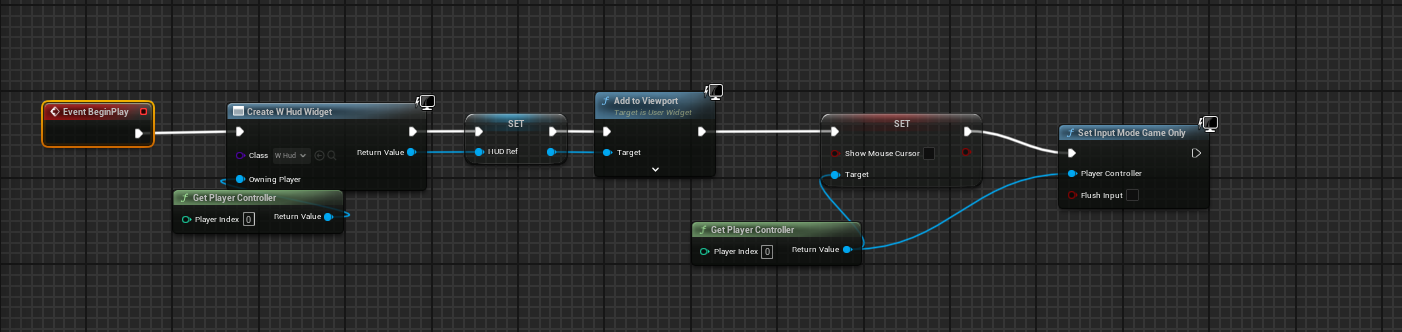 Event BeginPlay
Create W Hud Widget
Class
W Hud
Return Value
Owning Player
Get Player Controller
Player Index
0
Return Value
SET
HUD Ref
Add to Viewport
Target is User Widget
Target
SET
Show Mouse Cursor
Target
Get Player Controller
Player Index
0
Return Value
Set Input Mode Game Only
Player Controller
Flush Input